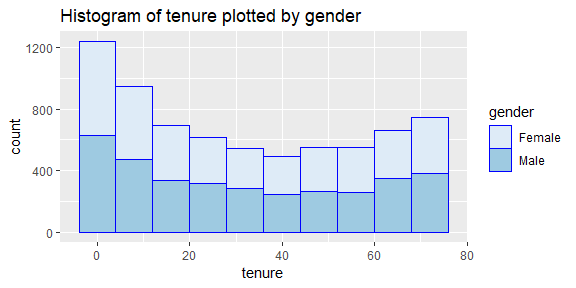 Histogram of tenure plotted by gender
1200
800
400
0
count
0
20
40
60
80
tenure
gender
Female
Male